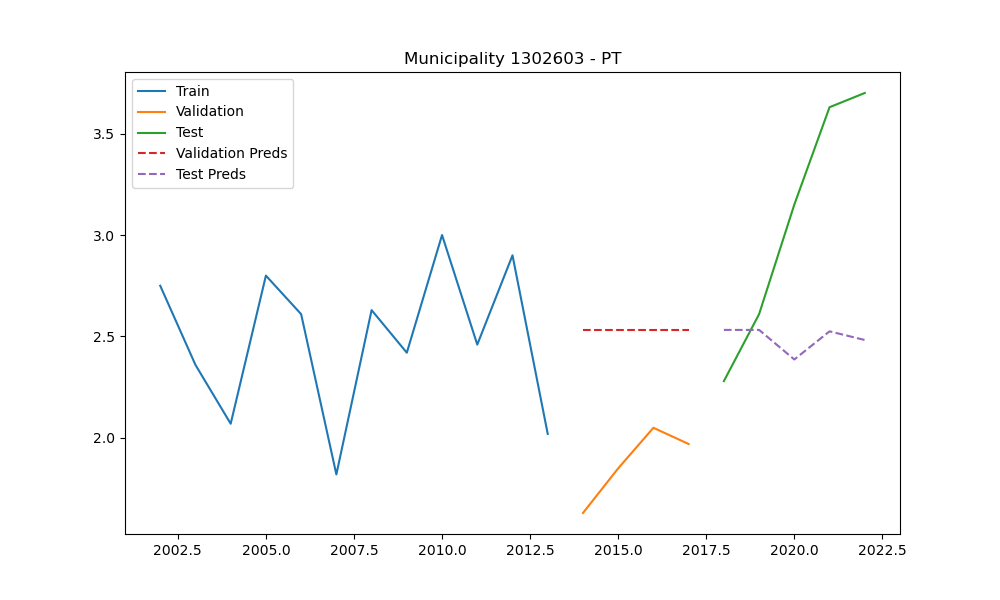 Municipality 1302603 - PT
Train
Validation
Test
Validation Preds
Test Preds
3.5
3.0
2.5
2.0
2002.5 2005.0 2007.5 2010.0 2012.5 2015.0 2017.5 2020.0 2022.5